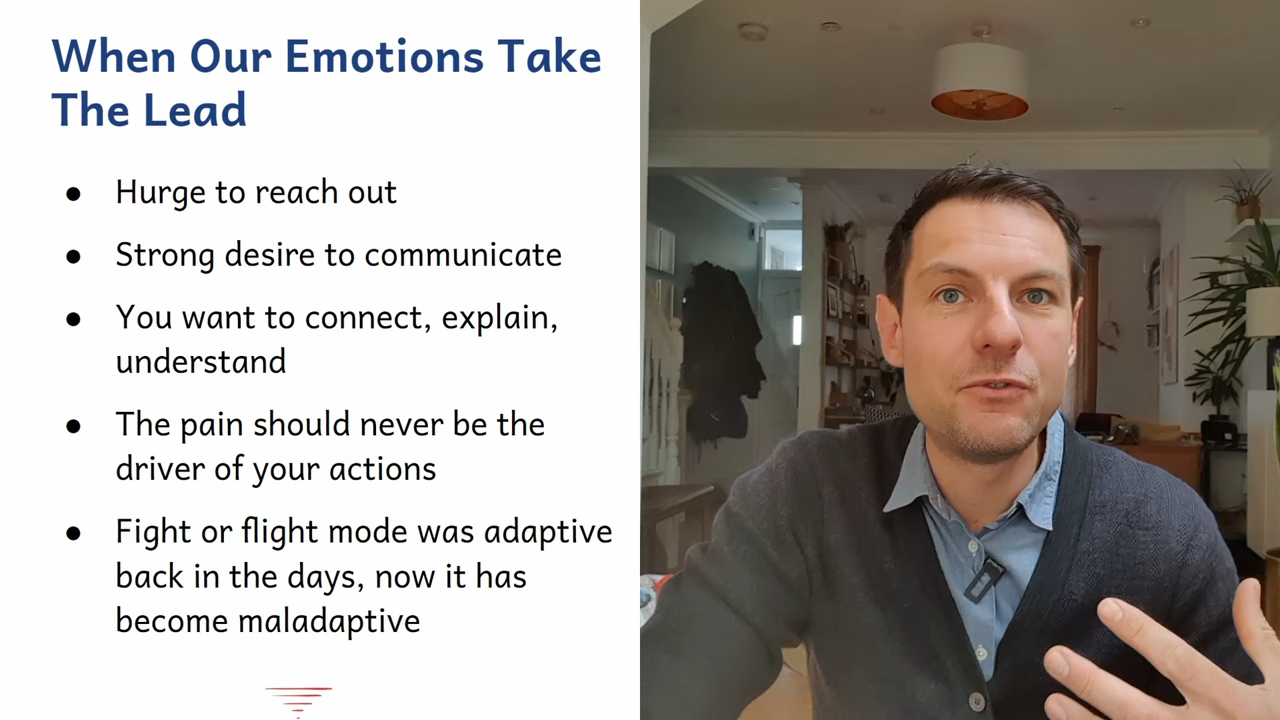 When Our Emotions Take
The Lead
● Hurge to reach out
● Strong desire to communicate
● You want to connect, explain,
understand
● The pain should never be the
driver of your actions
● Fight or flight mode was adaptive
back in the days, now it has
become maladaptive